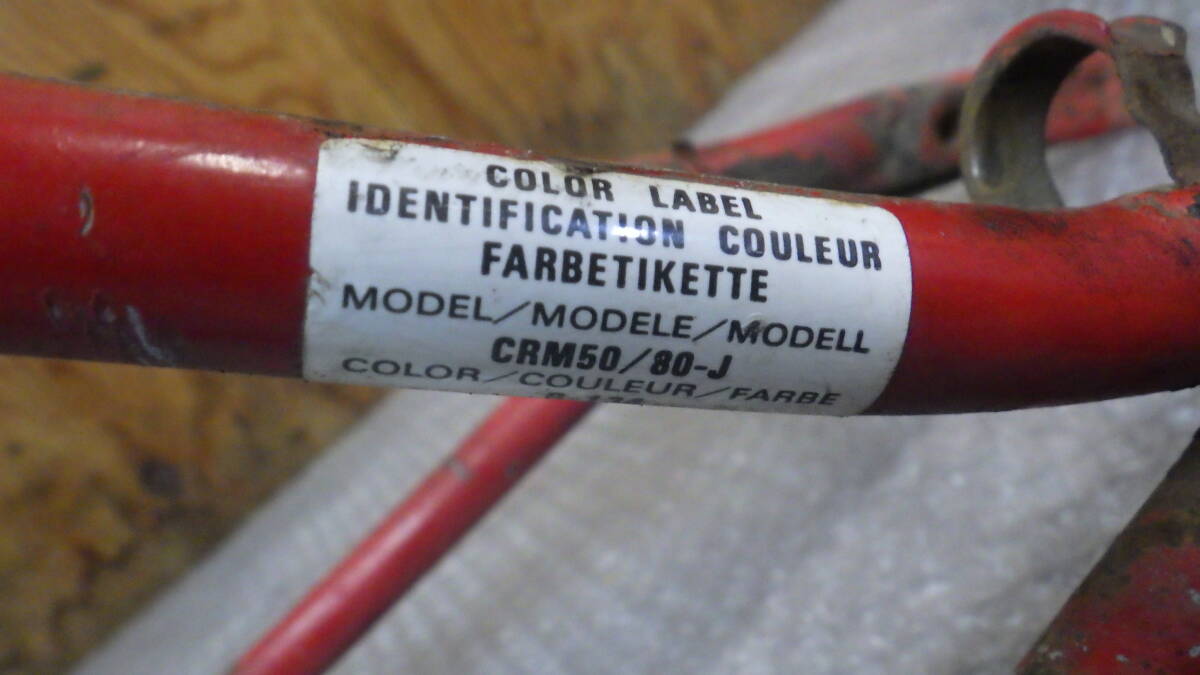 COLOR LABEL
IDENTIFICATION COULEUR
FARBETIKETTE
MODEL/MODELE/MODELL
CRM50/80-J
COLOR/COULEUR/FARBE